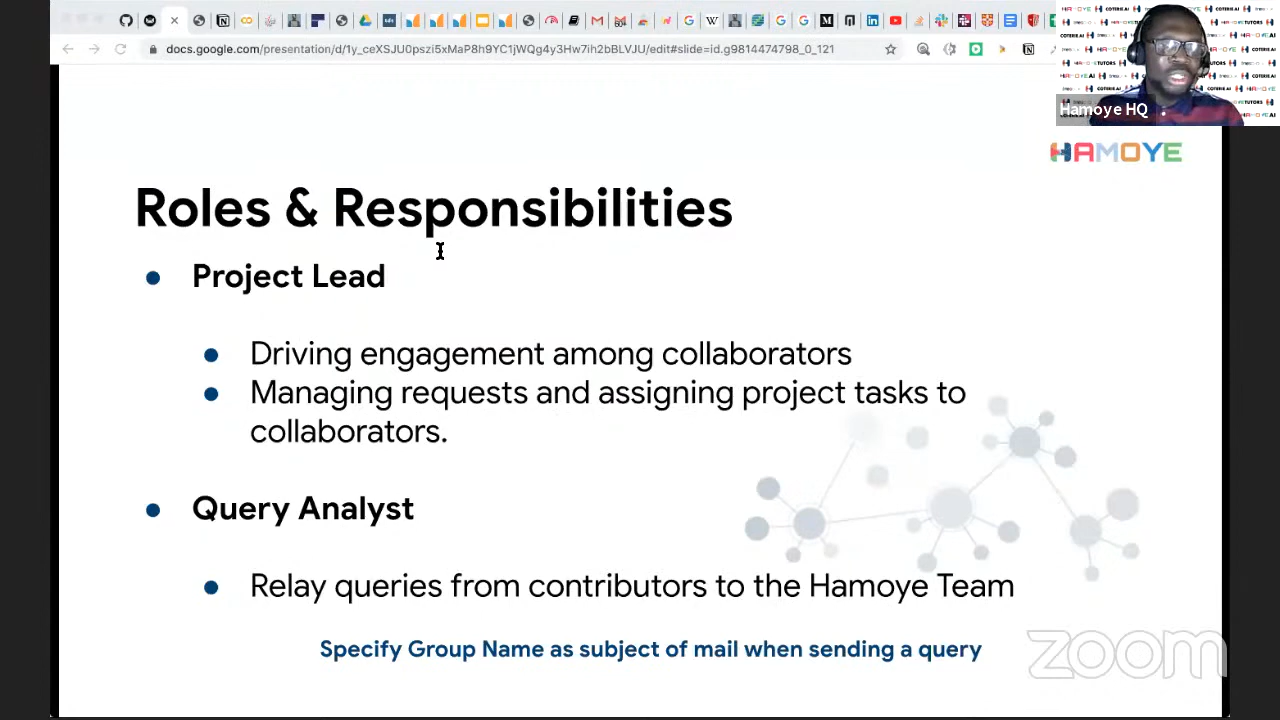 docs.google.com/presentation/d/1y_cuXSJU0pszi5xMaP8h9YC1jWQg4y3Hw7ih2bBLVJU/edit#slide=id.g9814474798_0_121
Hamoye HQ
HAMOYE
Roles & Responsibilities
Project Lead
Driving engagement among collaborators
Managing requests and assigning project tasks to
collaborators.
Query Analyst
Relay queries from contributors to the Hamoye Team
Specify Group Name as subject of mail when sending a query
zoom